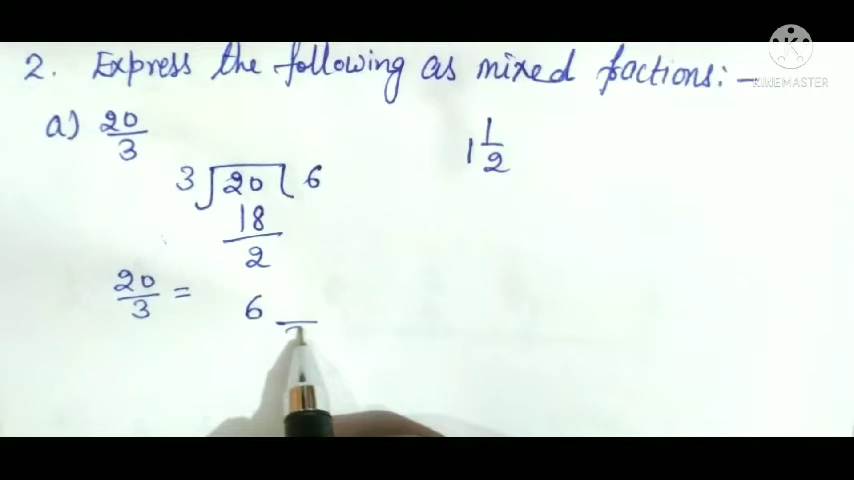 2. Express the following as mixed factions:-
KINEMASTER
a) 20/3
1 1/2
3 ) 20 ( 6
18
2
20/3 = 6